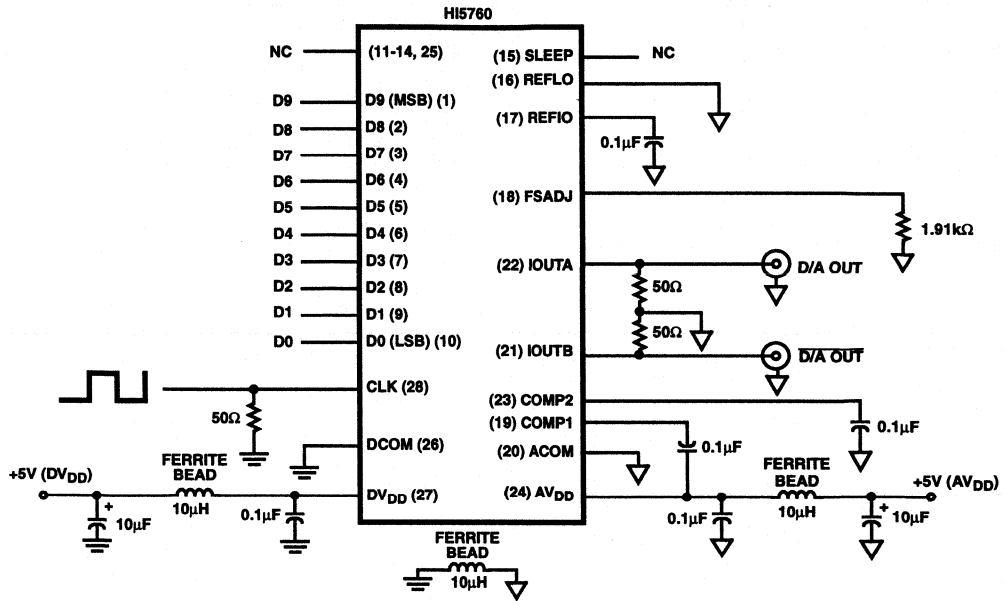 HI5760
NC
(11-14, 25)
(15) SLEEP
NC
(16) REFLO
D9
D9 (MSB) (1)
(17) REFIO
0.1µF
D8
D8 (2)
D7
D7 (3)
D6
D6 (4)
(18) FSADJ
1.91kΩ
D5
D5 (5)
D4
D4 (6)
D3
D3 (7)
(22) IOUTA
D/A OUT
D2
D2 (8)
50Ω
D1
D1 (9)
50Ω
D0
D0 (LSB) (10)
(21) IOUTB
D/A OUT
CLK (28)
50Ω
(23) COMP2
0.1µF
(19) COMP1
0.1µF
DCOM (26)
(20) ACOM
+5V (DVDD)
FERRITE
BEAD
10µH
10µF
+
0.1µF
DVDD (27)
(24) AVDD
FERRITE
BEAD
10µH
+5V (AVDD)
0.1µF
+
10µF
FERRITE
BEAD
10µH